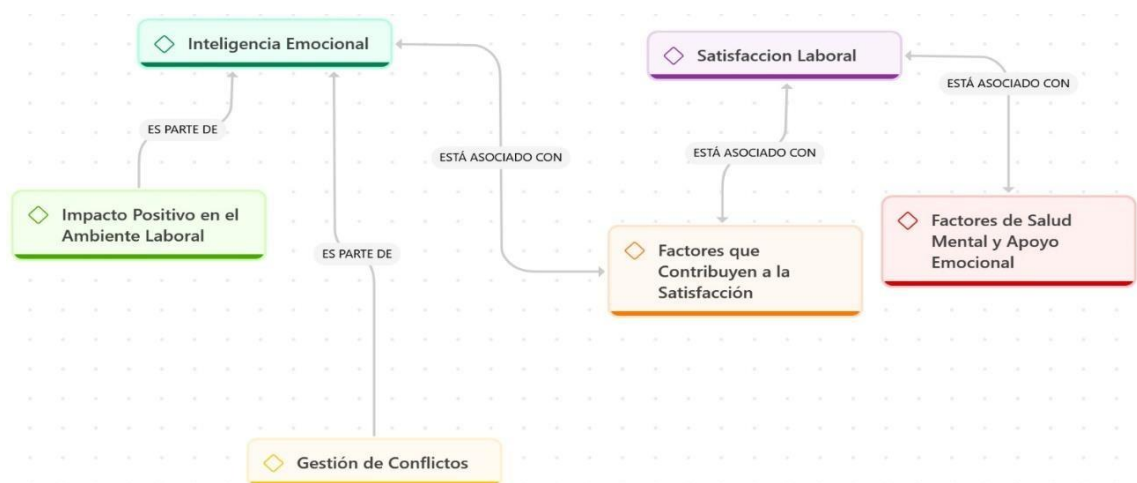 Inteligencia Emocional
Satisfaccion Laboral
ESTÁ ASOCIADO CON
ES PARTE DE
ESTÁ ASOCIADO CON
ESTÁ ASOCIADO CON
Impacto Positivo en el
Ambiente Laboral
Factores de Salud
Mental y Apoyo
Emocional
ES PARTE DE
Factores que
Contribuyen a la
Satisfacción
Gestión de Conflictos